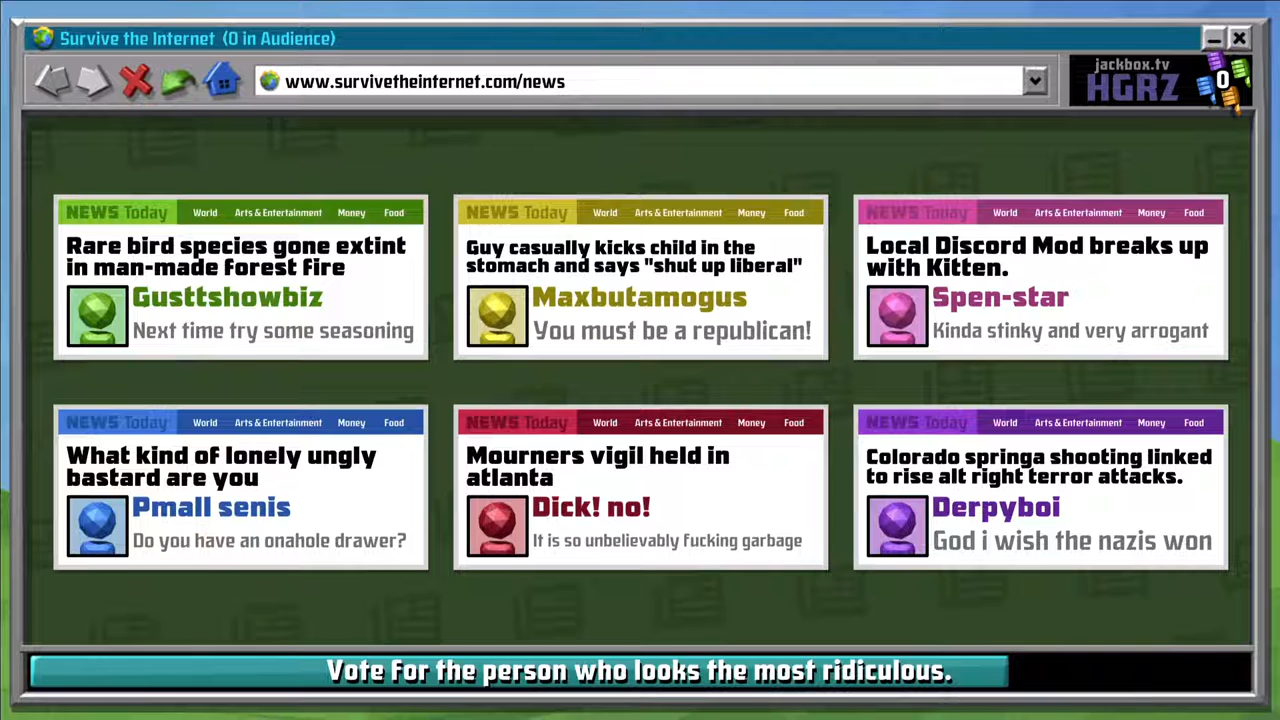 Survive the Internet (0 in Audience)
www.survivetheinternet.com/news
jackbox.tv
HGRZ
0
NEWS Today World Arts & Entertainment Money Food
Rare bird species gone extint
in man-made forest fire
Gusttshowbiz
Next time try some seasoning
NEWS Today World Arts & Entertainment Money Food
Guy casually kicks child in the
stomach and says "shut up liberal"
Maxbutamogus
You must be a republican!
NEWS Today World Arts & Entertainment Money Food
Local Discord Mod breaks up
with Kitten.
Spen-star
Kinda stinky and very arrogant
NEWS Today World Arts & Entertainment Money Food
What kind of lonely ungly
bastard are you
Pmall senis
Do you have an onahole drawer?
NEWS Today World Arts & Entertainment Money Food
Mourners vigil held in
atlanta
Dick! no!
It is so unbelievably fucking garbage
NEWS Today World Arts & Entertainment Money Food
Colorado springa shooting linked
to rise alt right terror attacks.
Derpyboi
God i wish the nazis won
Vote for the person who looks the most ridiculous.